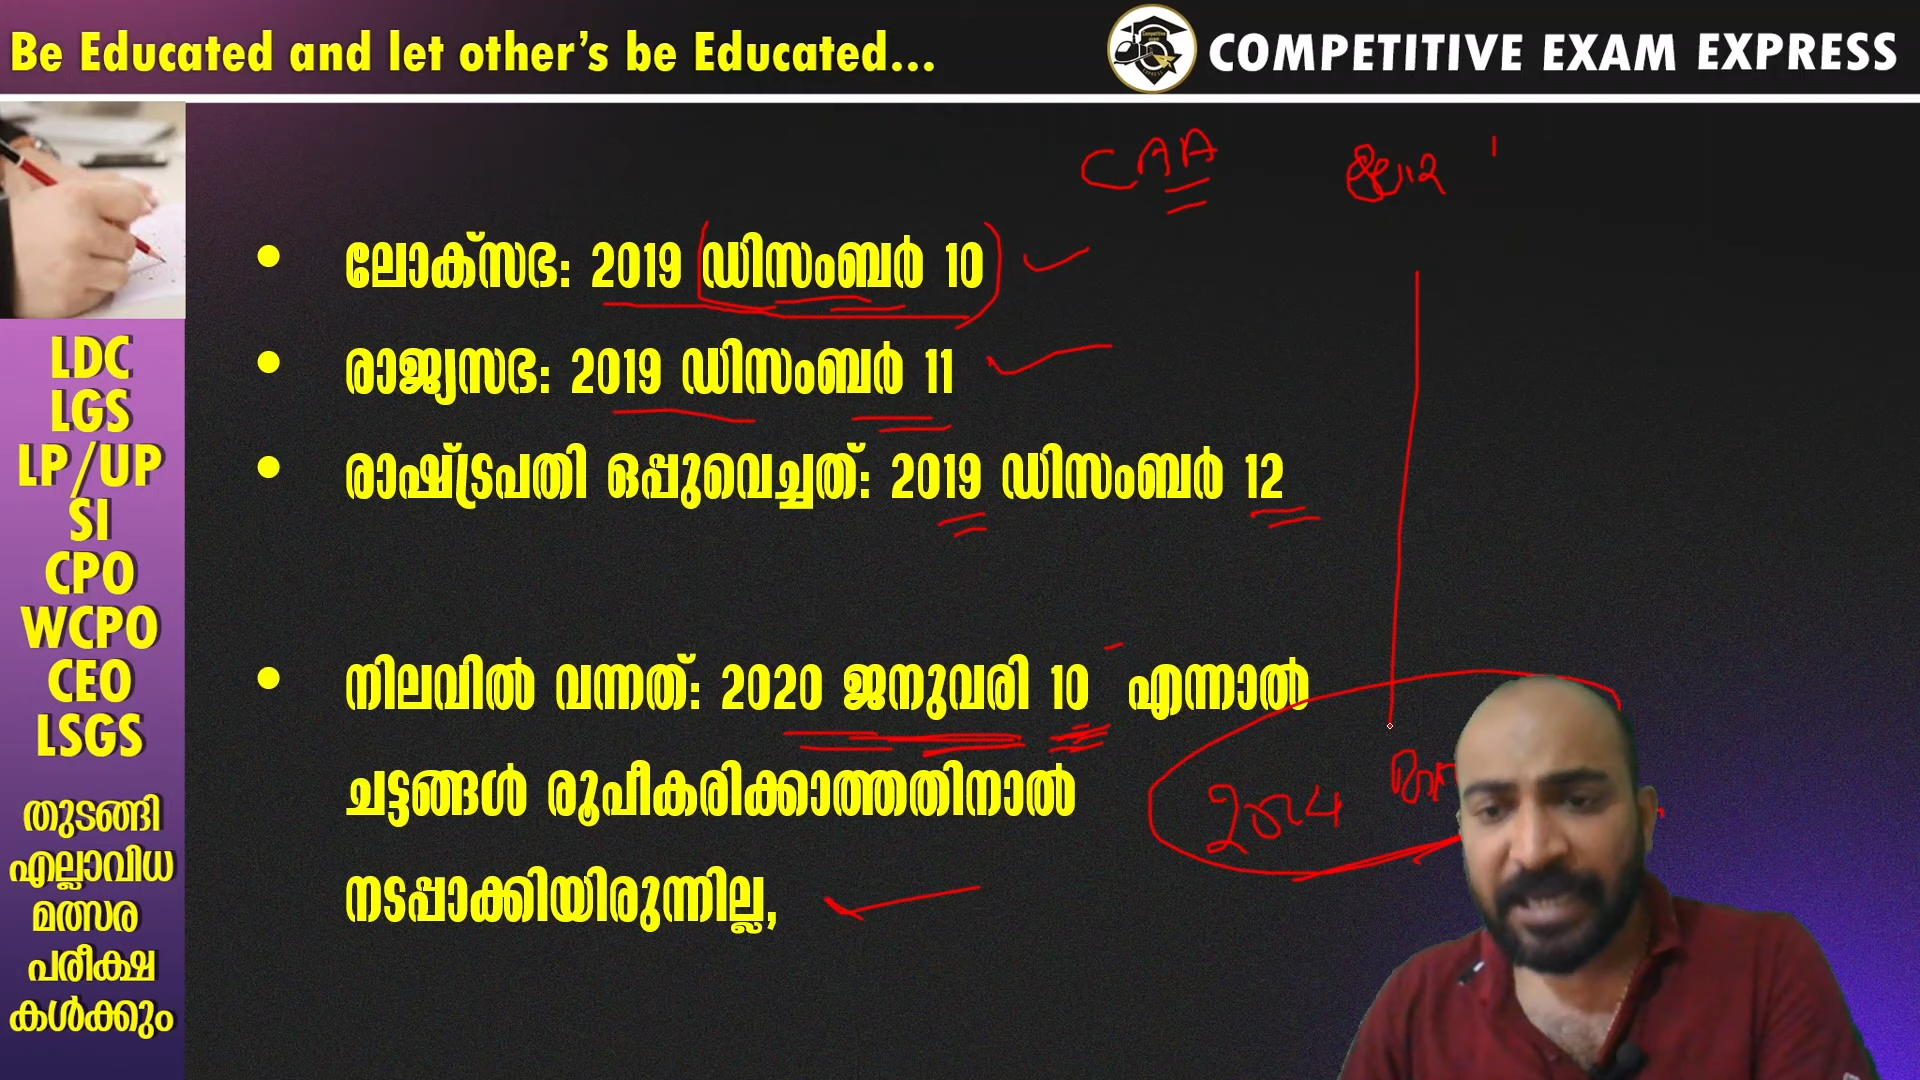 Be Educated and let other's be Educated...
COMPETITIVE EXAM EXPRESS
CAA
• ലോക്സഭ: 2019 ഡിസംബർ 10
• രാജ്യസഭ: 2019 ഡിസംബർ 11
• രാഷ്ട്രപതി ഒപ്പുവെച്ചത്: 2019 ഡിസംബർ 12
• നിലവിൽ വന്നത്: 2020 ജനുവരി 10 എന്നാൽ
ചട്ടങ്ങൾ രൂപീകരിക്കാത്തതിനാൽ
നടപ്പാക്കിയിരുന്നില്ല,
LDC
LGS
LP/UP
SI
CPO
WCPO
CEO
LSGS
തുടങ്ങി
എല്ലാവിധ
മത്സര
പരീക്ഷ
കൾക്കും